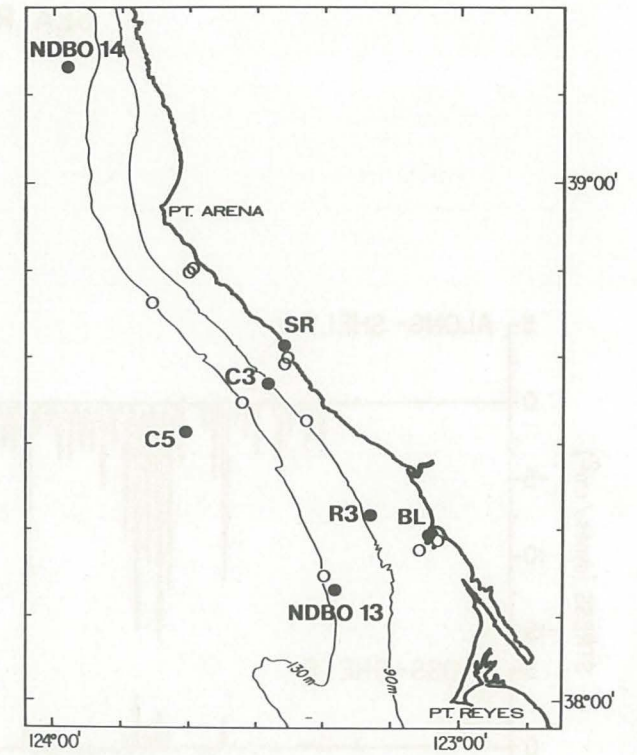 NDBO 14
39°00'
PT. ARENA
SR
C3
C5
R3
BL
NDBO 13
130m
90m
PT. REYES
38°00'
124°00'
123°00'